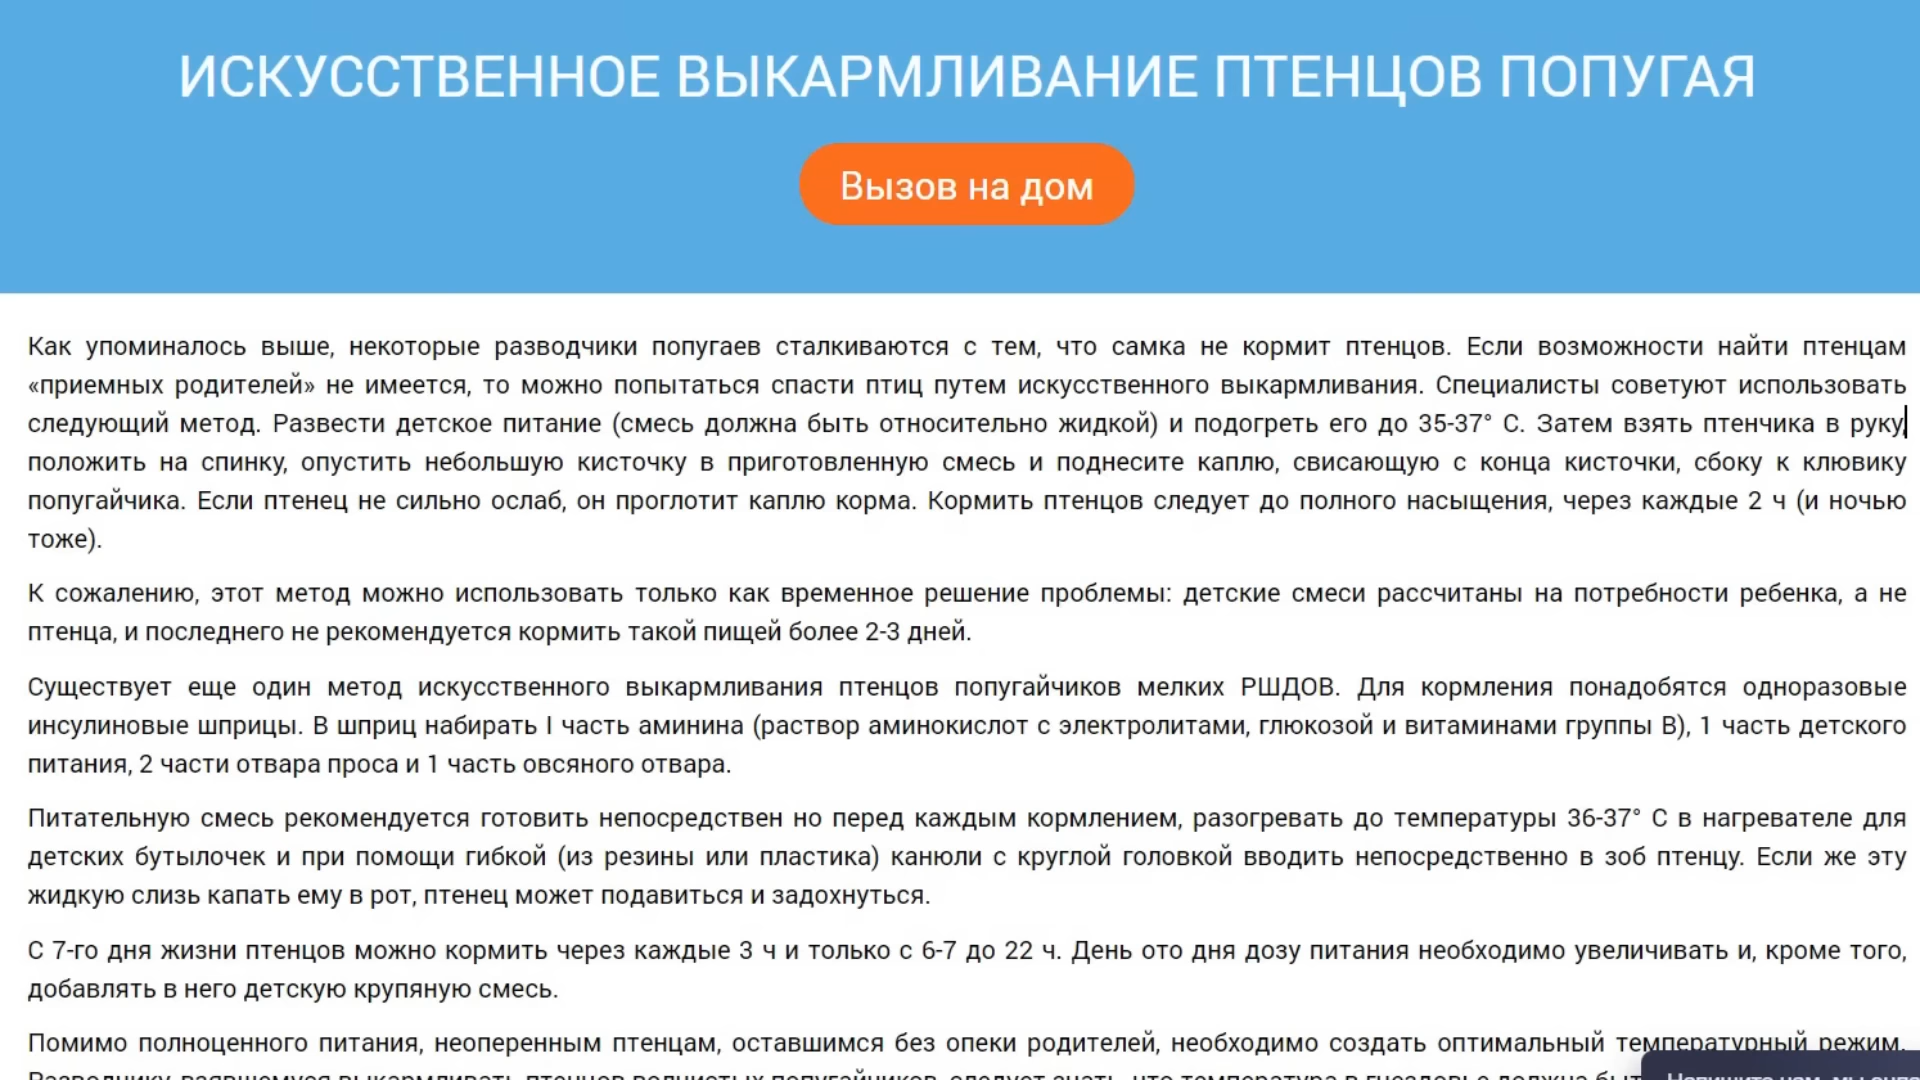 ИСКУССТВЕННОЕ ВЫКАРМЛИВАНИЕ ПТЕНЦОВ ПОПУГАЯ
Вызов на дом
Как упоминалось выше, некоторые разводчики попугаев сталкиваются с тем, что самка не кормит птенцов. Если возможности найти птенцам
«приемных родителей» не имеется, то можно попытаться спасти птиц путем искусственного выкармливания. Специалисты советуют использовать
следующий метод. Развести детское питание (смесь должна быть относительно жидкой) и подогреть его до 35-37° С. Затем взять птенчика в руку,
положить на спинку, опустить небольшую кисточку в приготовленную смесь и поднесите каплю, свисающую с конца кисточки, сбоку к клювику
попугайчика. Если птенец не сильно ослаб, он проглотит каплю корма. Кормить птенцов следует до полного насыщения, через каждые 2 ч (и ночью
тоже).
К сожалению, этот метод можно использовать только как временное решение проблемы: детские смеси рассчитаны на потребности ребенка, а не
птенца, и последнего не рекомендуется кормить такой пищей более 2-3 дней.
Существует еще один метод искусственного выкармливания птенцов попугайчиков мелких РШДОВ. Для кормления понадобятся одноразовые
инсулиновые шприцы. В шприц набирать I часть аминина (раствор аминокислот с электролитами, глюкозой и витаминами группы В), 1 часть детского
питания, 2 части отвара проса и 1 часть овсяного отвара.
Питательную смесь рекомендуется готовить непосредствен но перед каждым кормлением, разогревать до температуры 36-37° С в нагревателе для
детских бутылочек и при помощи гибкой (из резины или пластика) канюли с круглой головкой вводить непосредственно в зоб птенцу. Если же эту
жидкую слизь капать ему в рот, птенец может подавиться и задохнуться.
С 7-го дня жизни птенцов можно кормить через каждые 3 ч и только с 6-7 до 22 ч. День ото дня дозу питания необходимо увеличивать и, кроме того,
добавлять в него детскую крупяную смесь.
Помимо полноценного питания, неоперенным птенцам, оставшимся без опеки родителей, необходимо создать оптимальный температурный режим.